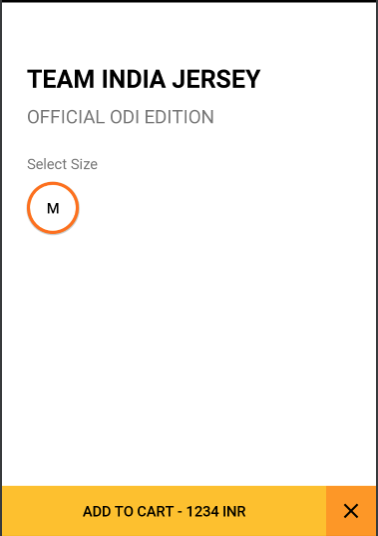 TEAM INDIA JERSEY
OFFICIAL ODI EDITION
Select Size
M
ADD TO CART - 1234 INR